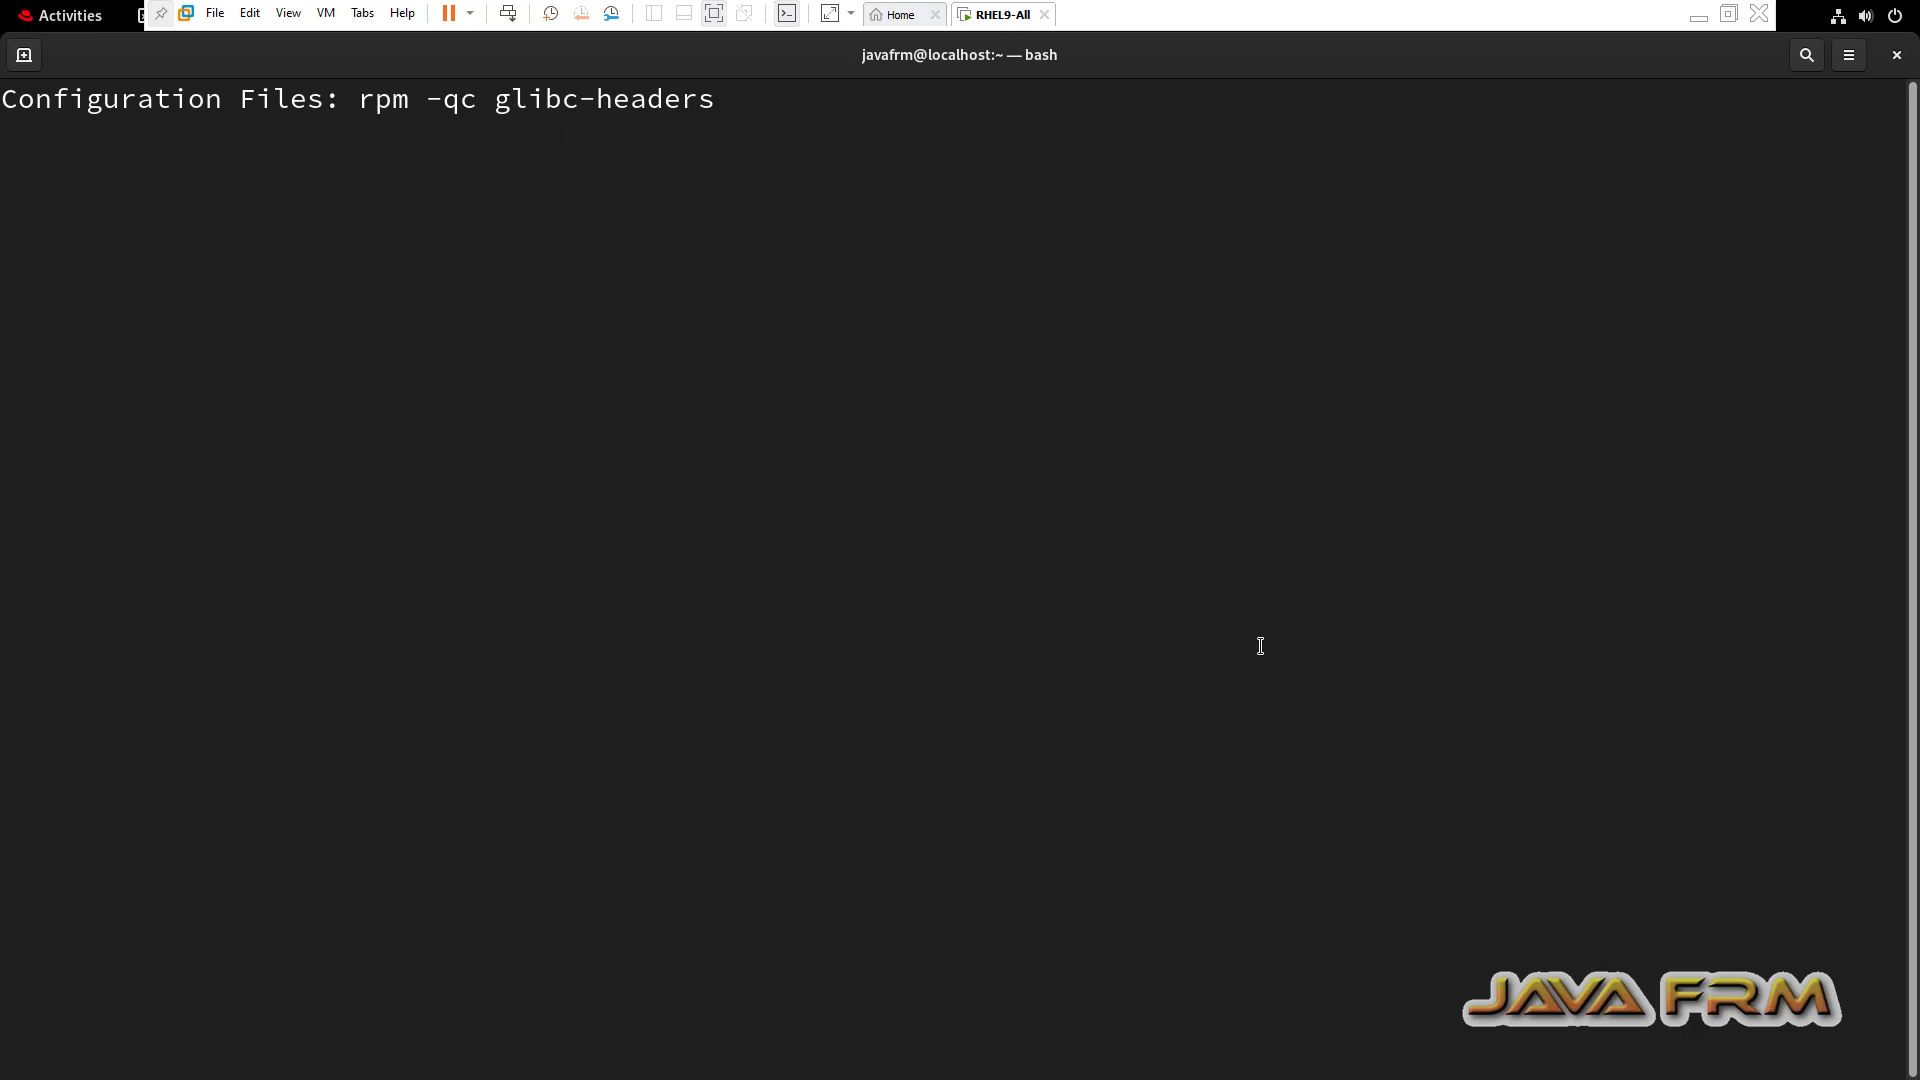 Activities
File Edit View VM Tabs Help
Home
RHEL9-All
javafrm@localhost:~ — bash
Configuration Files: rpm -qc glibc-headers
JAVA FRM